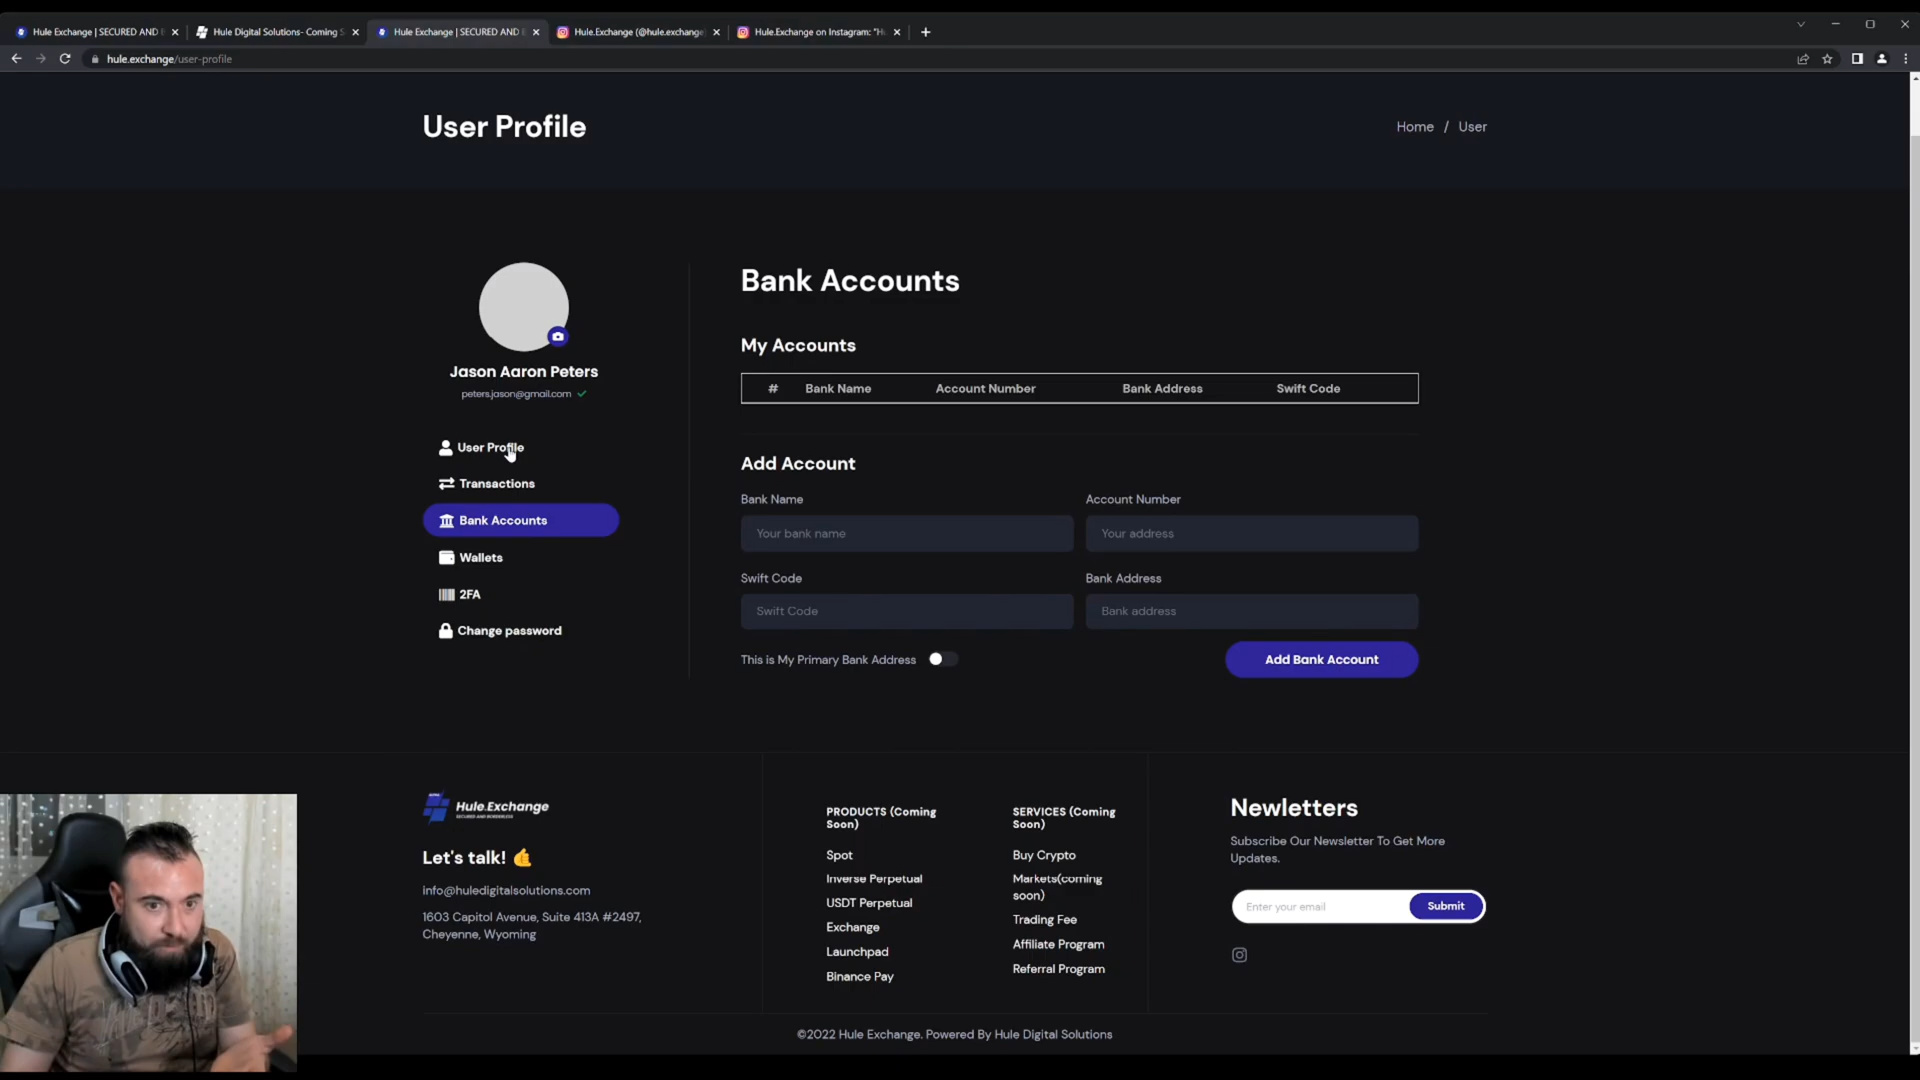 Hule Exchange | SECURED AND
Hule Digital Solutions- Coming S
Hule Exchange | SECURED AND
Hule.Exchange (@hule.exchange
Hule.Exchange on Instagram: "H
hule.exchange/user-profile
User Profile
Home / User
Jason Aaron Peters
peters.jason@gmail.com
User Profile
Transactions
Bank Accounts
Wallets
2FA
Change password
Bank Accounts
My Accounts
# Bank Name Account Number Bank Address Swift Code
Add Account
Bank Name Account Number
Your bank name Your address
Swift Code Bank Address
Swift Code Bank address
This is My Primary Bank Address
Add Bank Account
Hule.Exchange
SECURED AND BORDERLESS
Let's talk! 🤙
info@huledigitalsolutions.com
1603 Capitol Avenue, Suite 413A #2497,
Cheyenne, Wyoming
PRODUCTS (Coming
Soon)
Spot
Inverse Perpetual
USDT Perpetual
Exchange
Launchpad
Binance Pay
SERVICES (Coming
Soon)
Buy Crypto
Markets(coming
soon)
Trading Fee
Affiliate Program
Referral Program
Newletters
Subscribe Our Newsletter To Get More
Updates.
Enter your email
Submit
©2022 Hule Exchange. Powered By Hule Digital Solutions